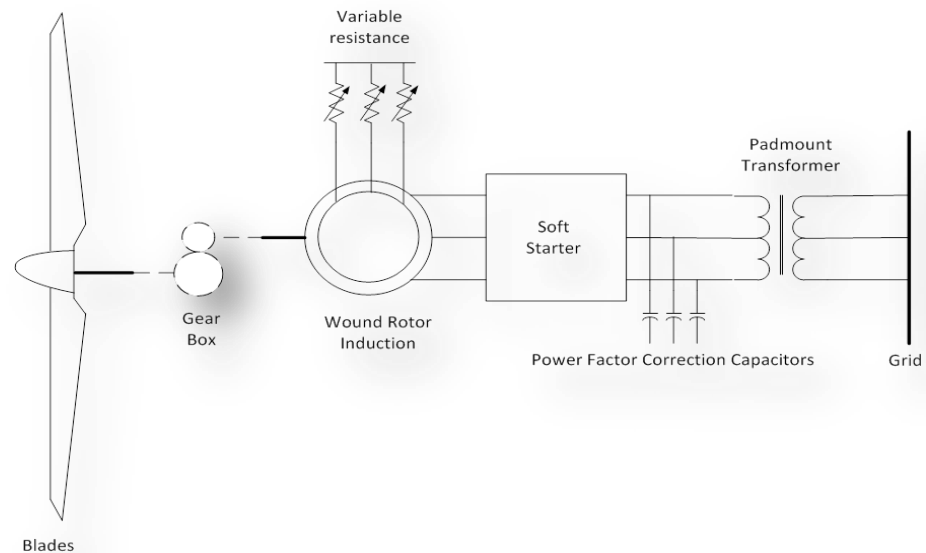 Variable
resistance
Padmount
Transformer
Soft
Starter
Gear
Box
Wound Rotor
Induction
Power Factor Correction Capacitors
Grid
Blades